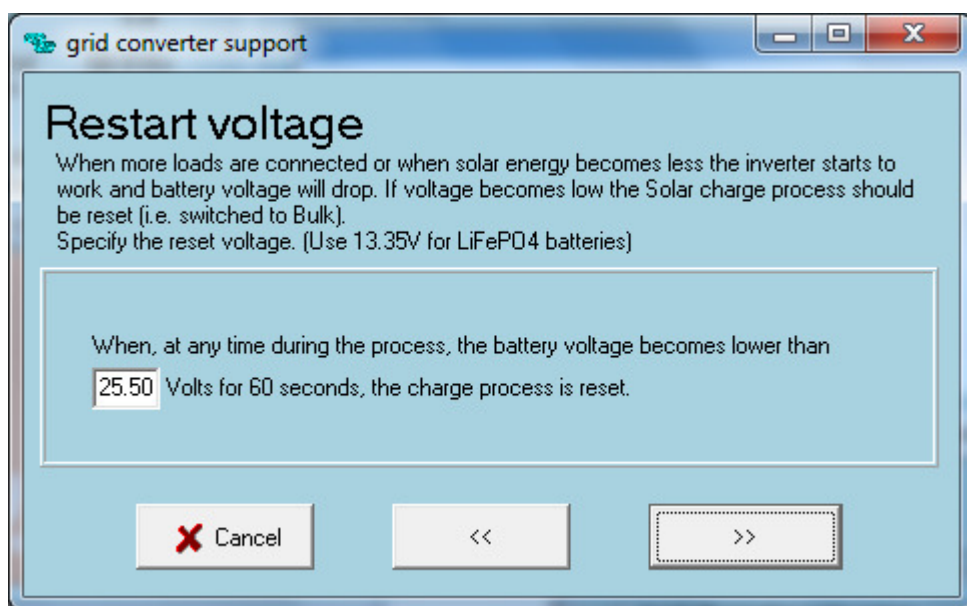 grid converter support
Restart voltage
When more loads are connected or when solar energy becomes less the inverter starts to
work and battery voltage will drop. If voltage becomes low the Solar charge process should
be reset (i.e. switched to Bulk).
Specify the reset voltage. (Use 13.35V for LiFePO4 batteries)
When, at any time during the process, the battery voltage becomes lower than
25.50 Volts for 60 seconds, the charge process is reset.
Cancel << >>